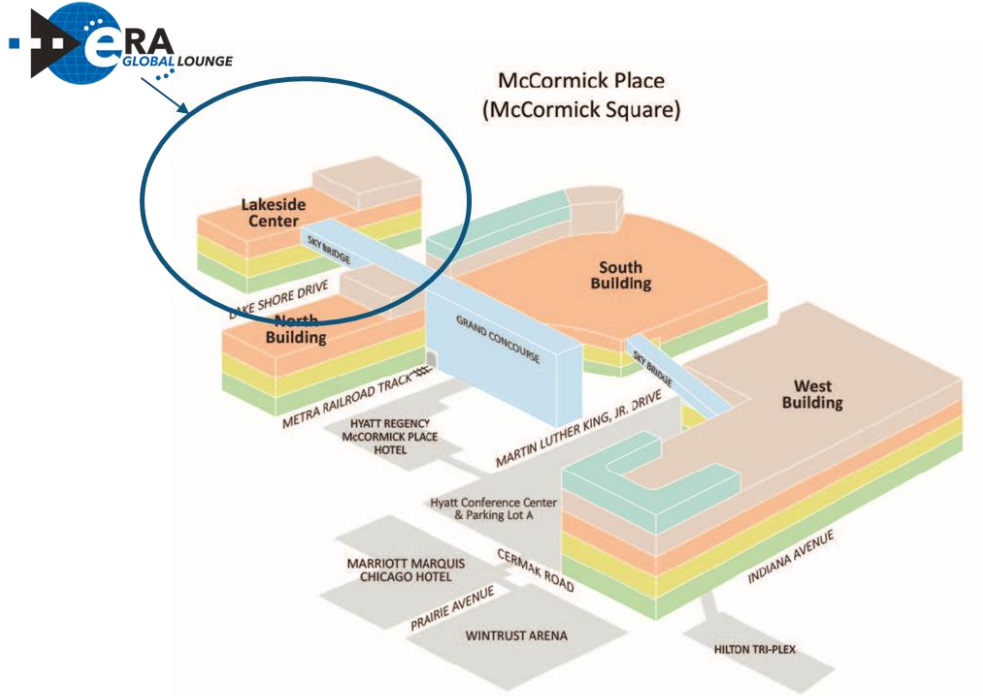 eRA
GLOBAL LOUNGE
McCormick Place
(McCormick Square)
Lakeside
Center
SKY BRIDGE
LAKE SHORE DRIVE
North
Building
South
Building
GRAND CONCOURSE
SKY BRIDGE
West
Building
METRA RAILROAD TRACK
HYATT REGENCY
McCORMICK PLACE
HOTEL
MARTIN LUTHER KING, JR. DRIVE
Hyatt Conference Center
& Parking Lot A
CERMAK ROAD
INDIANA AVENUE
MARRIOTT MARQUIS
CHICAGO HOTEL
PRAIRIE AVENUE
WINTRUST ARENA
HILTON TRI-PLEX